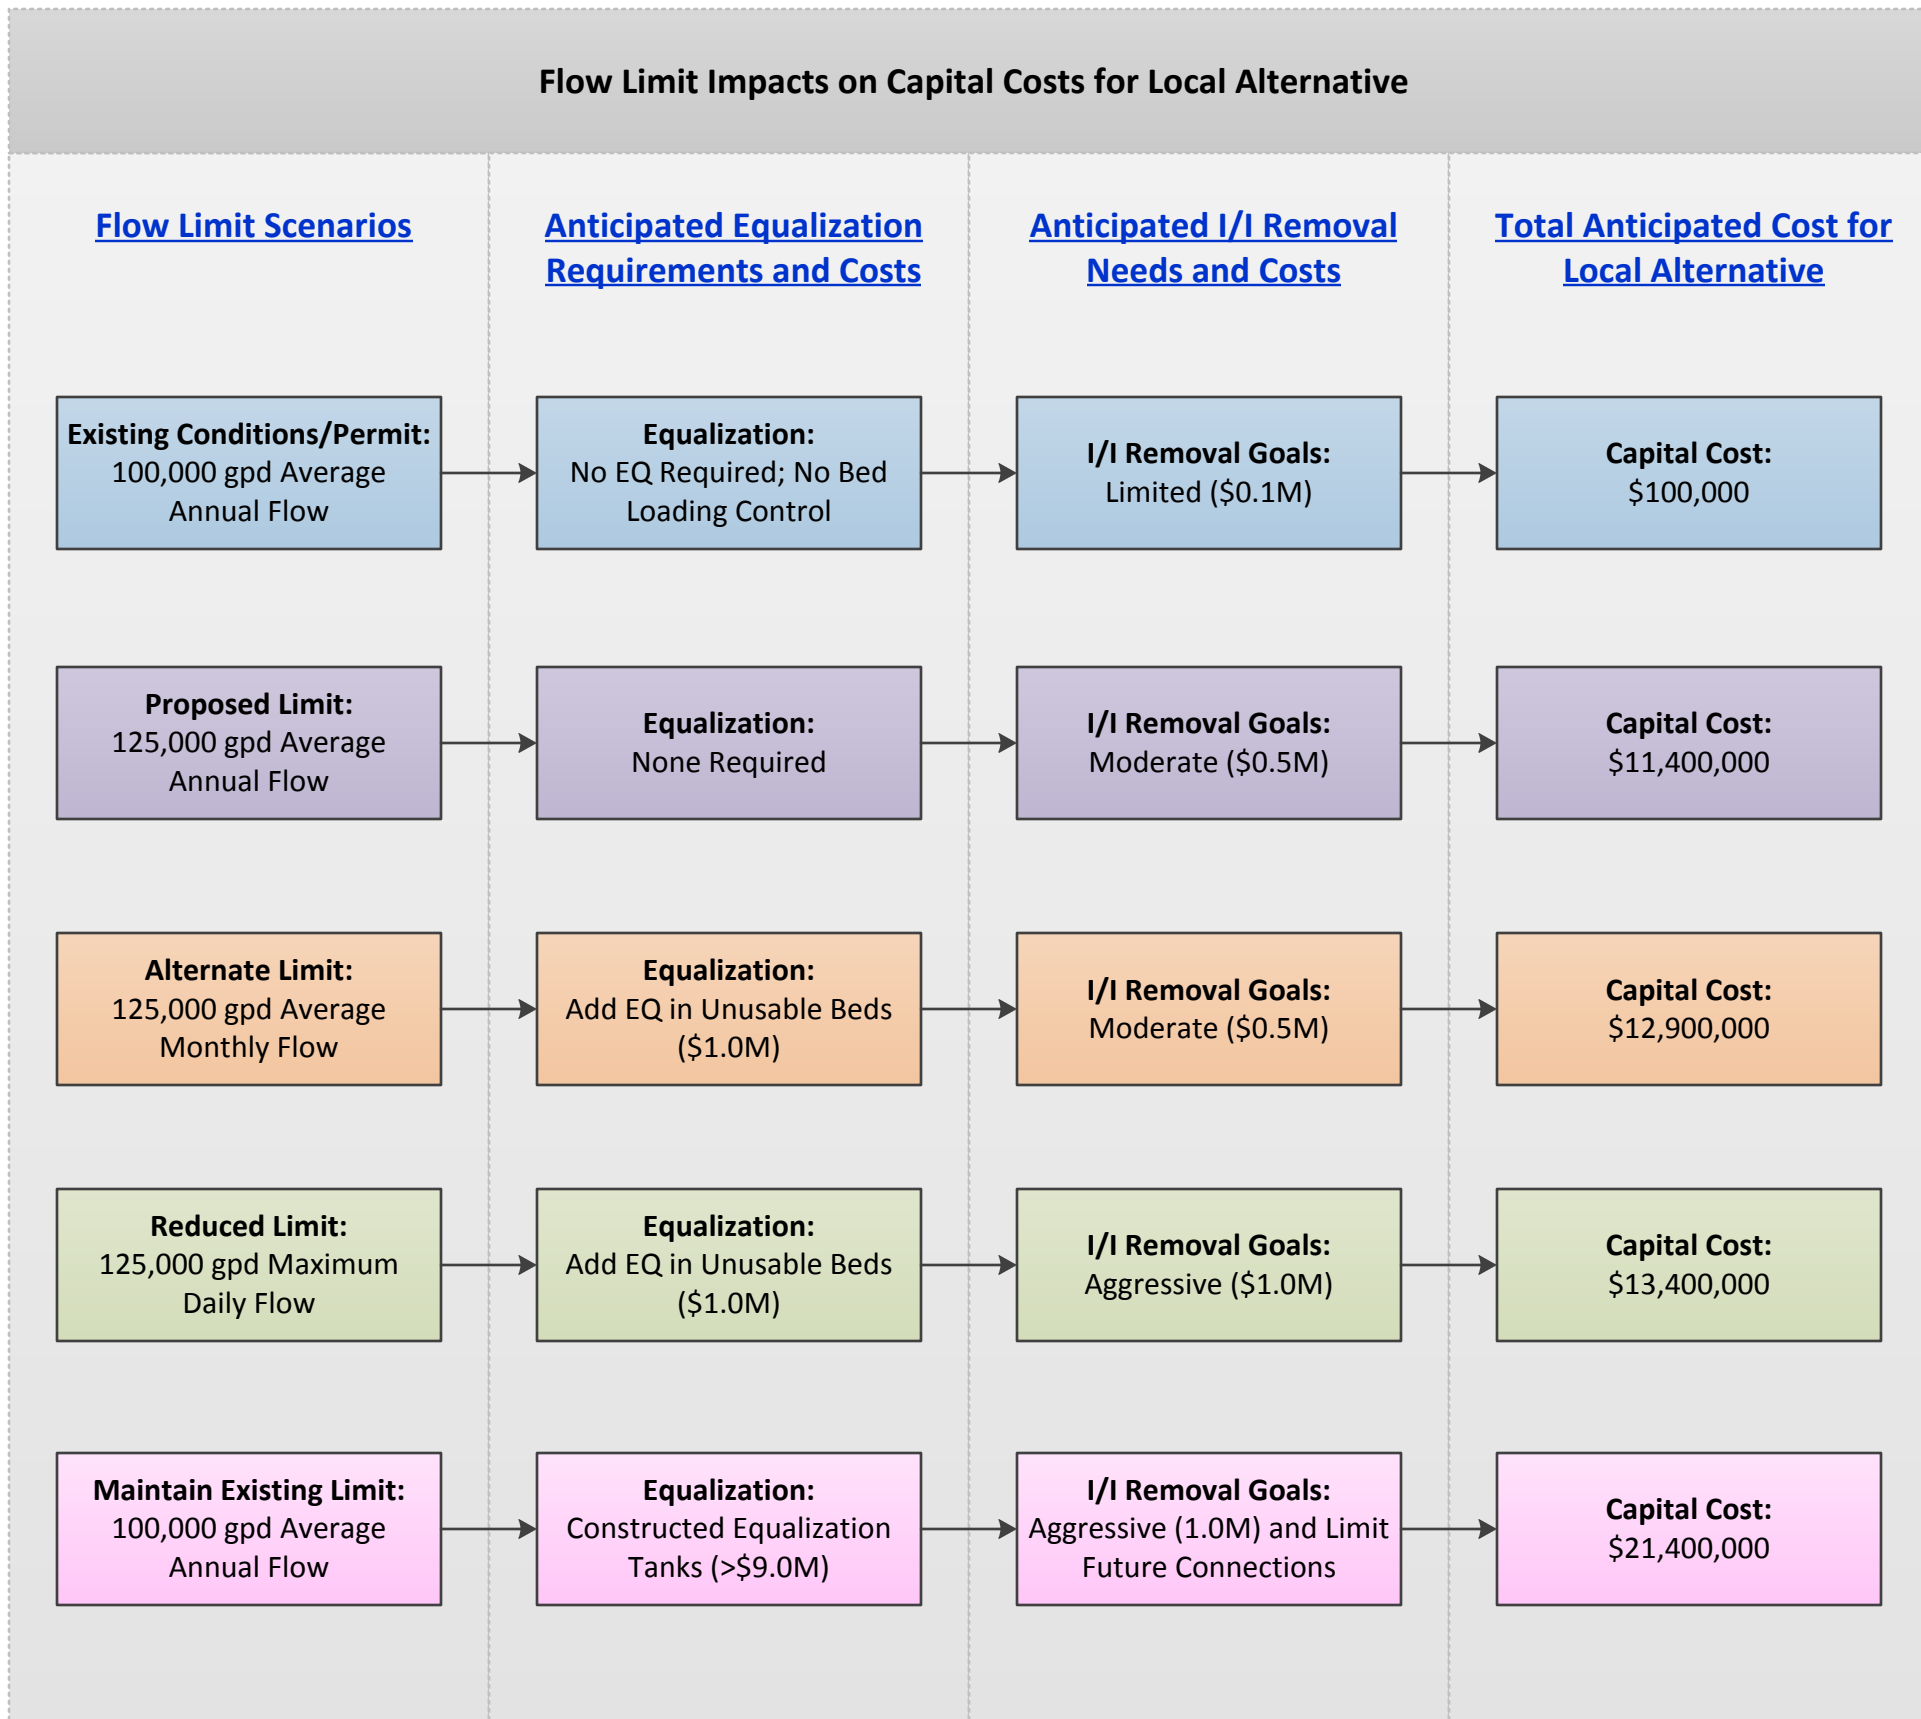 Flow Limit Impacts on Capital Costs for Local Alternative
Flow Limit Scenarios
Anticipated Equalization
Requirements and Costs
Anticipated I/I Removal
Needs and Costs
Total Anticipated Cost for
Local Alternative
Existing Conditions/Permit:
100,000 gpd Average
Annual Flow
Equalization:
No EQ Required; No Bed
Loading Control
I/I Removal Goals:
Limited ($0.1M)
Capital Cost:
$100,000
Proposed Limit:
125,000 gpd Average
Annual Flow
Equalization:
None Required
I/I Removal Goals:
Moderate ($0.5M)
Capital Cost:
$11,400,000
Alternate Limit:
125,000 gpd Average
Monthly Flow
Equalization:
Add EQ in Unusable Beds
($1.0M)
I/I Removal Goals:
Moderate ($0.5M)
Capital Cost:
$12,900,000
Reduced Limit:
125,000 gpd Maximum
Daily Flow
Equalization:
Add EQ in Unusable Beds
($1.0M)
I/I Removal Goals:
Aggressive ($1.0M)
Capital Cost:
$13,400,000
Maintain Existing Limit:
100,000 gpd Average
Annual Flow
Equalization:
Constructed Equalization
Tanks (>$9.0M)
I/I Removal Goals:
Aggressive (1.0M) and Limit
Future Connections
Capital Cost:
$21,400,000